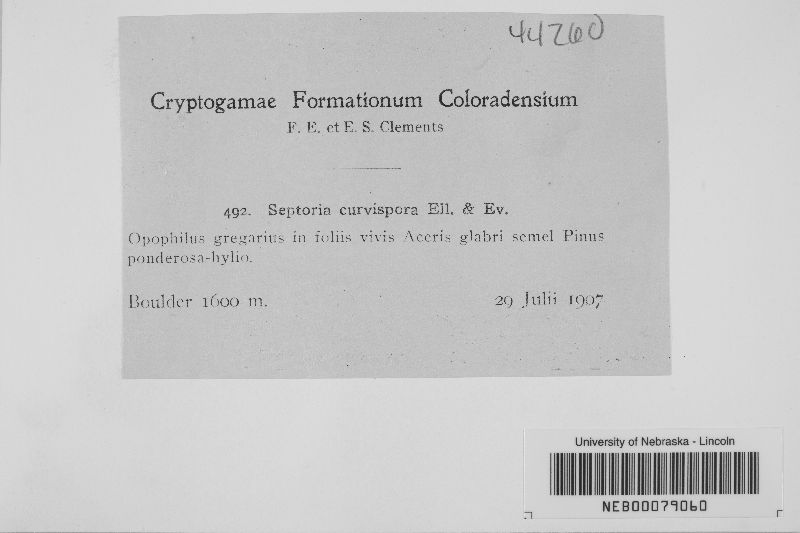 44260
Cryptogamae Formationum Coloradensium
F. E. et E. S. Clements
492. Septoria curvispora Ell. & Ev.
Opophilus gregarius in foliis vivis Aceris glabri semel Pinus
ponderosa-hylio.
Boulder 1600 m. 29 Julii 1907
University of Nebraska - Lincoln
NEB00079060